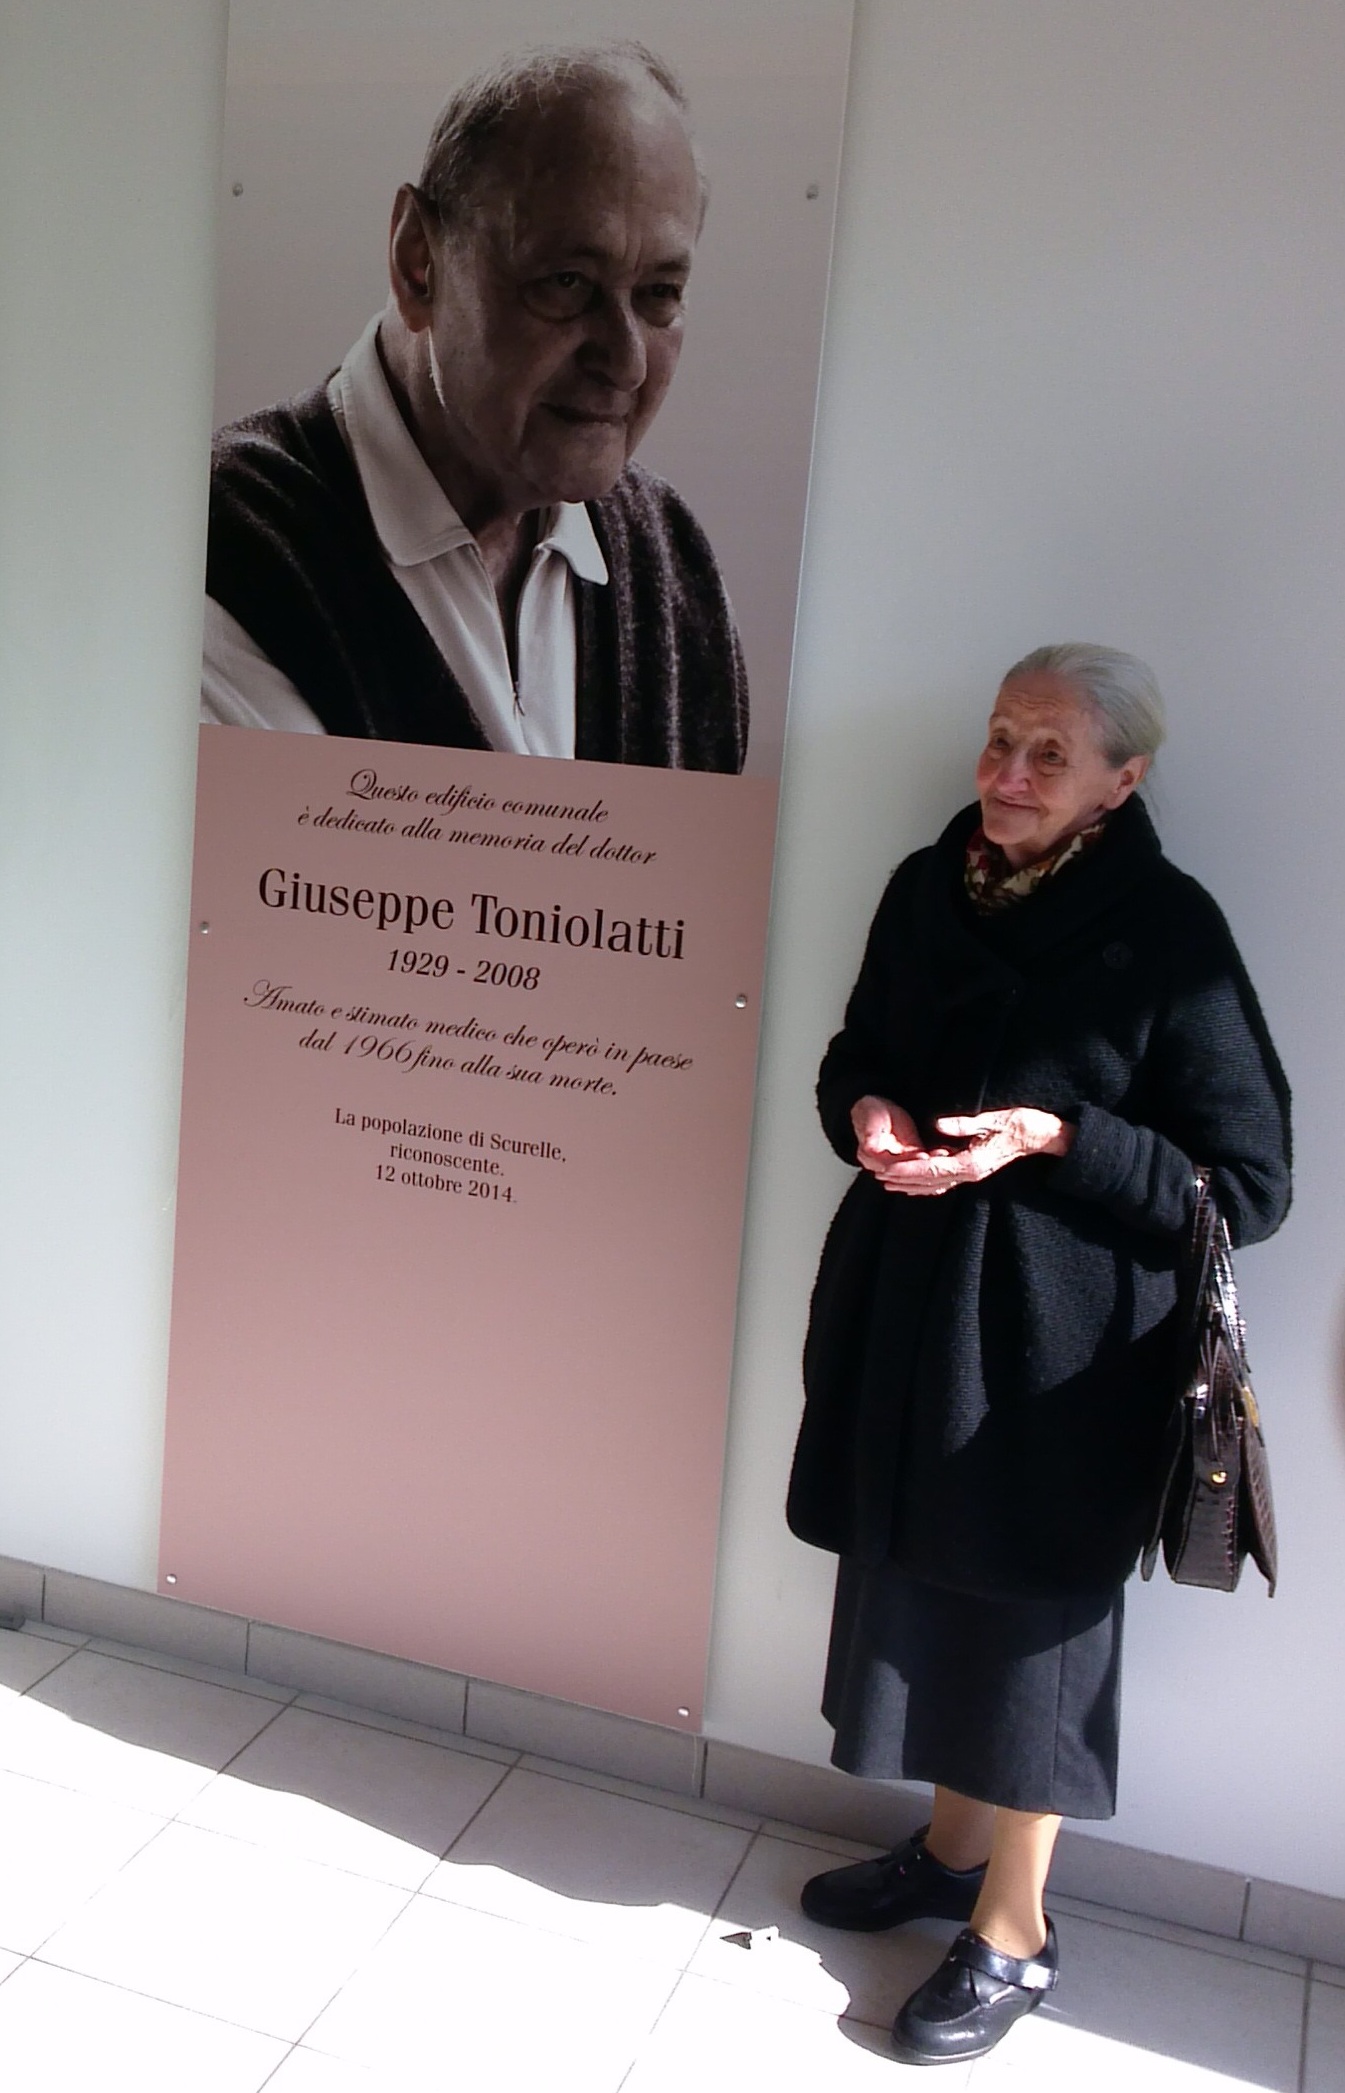 Questo edificio comunale
è dedicato alla memoria del dottor
Giuseppe Toniolatti
1929 - 2008
Amato e stimato medico che operò in paese
dal 1966 fino alla sua morte.
La popolazione di Scurelle,
riconoscente.
12 ottobre 2014.